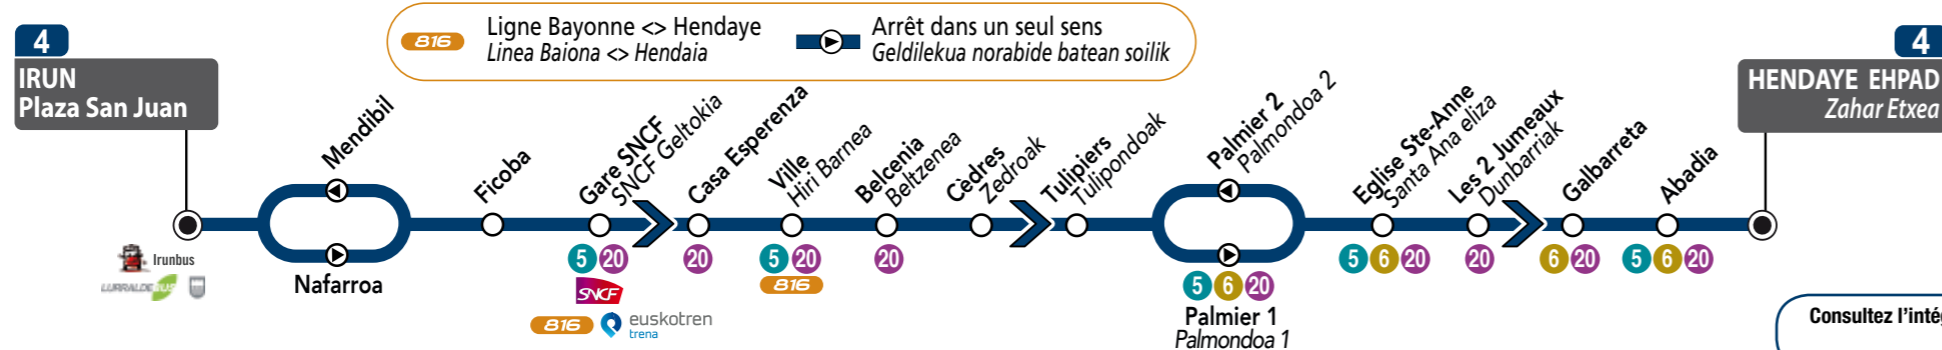 4
IRUN
Plaza San Juan
816
Ligne Bayonne <> Hendaye
Linea Baiona <> Hendaia
Arrêt dans un seul sens
Geldilekua norabide batean soilik
4
HENDAYE EHPAD
Zahar Etxea
Mendibil
Nafarroa
Ficoba
Gare SNCF
SNCF Geltokia
Casa Esperenza
Ville
Hiri Barnea
Belcenia
Beltzenea
Cèdres
Zedroak
Tulipiers
Tulipondoak
Palmier 2
Palmondoa 2
Eglise Ste-Anne
Santa Ana eliza
Les 2 Jumeaux
Dunbarriak
Galbarreta
Abadia
Irunbus
LURRALDEBUS
5 20
SNCF
816
euskotren
trena
20
5 20
816
20
5 6 20
Palmier 1
Palmondoa 1
5 6 20
20
6 20
5 6 20
Consultez l'intég